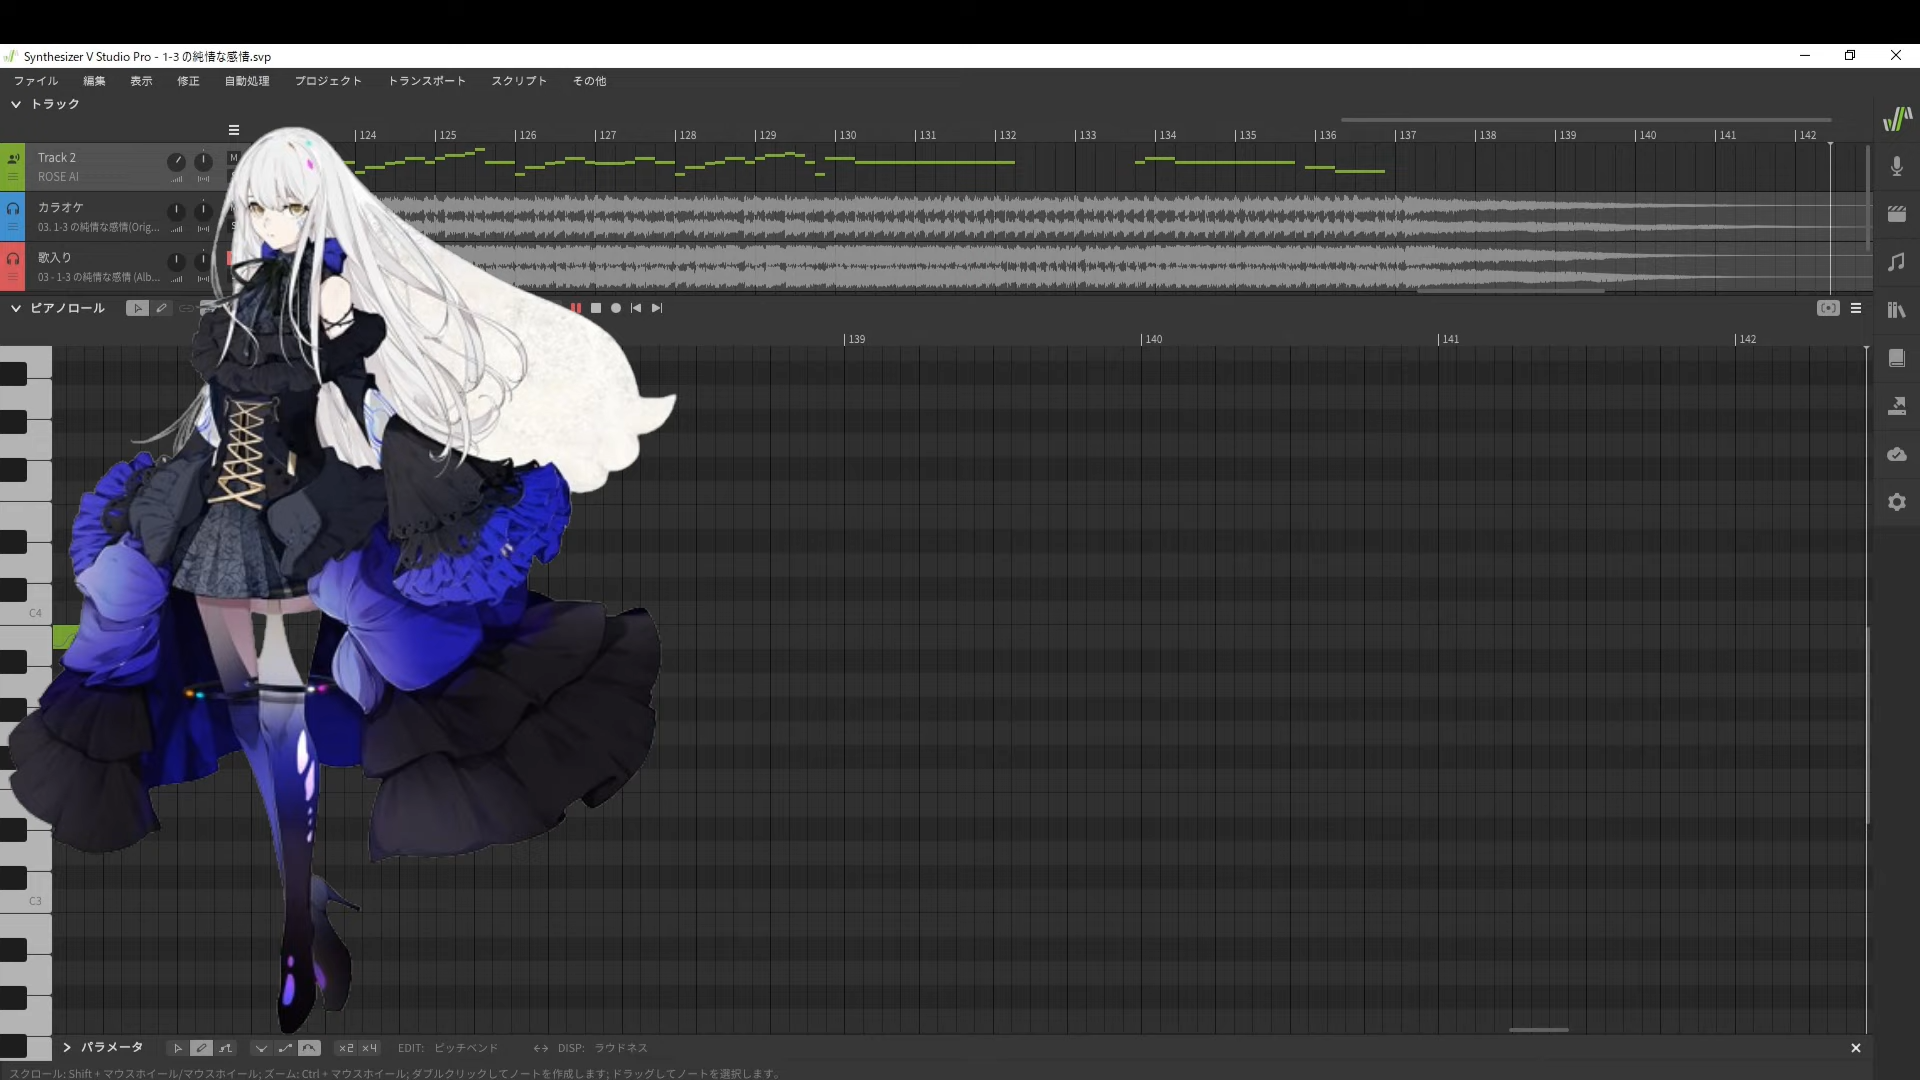 Synthesizer V Studio Pro - 1-3 の純情な感情.svp
ファイル 編集 表示 修正 自動処理 プロジェクト トランスポート スクリプト その他
トラック
124 125 126 127 128 129 130 131 132 133 134 135 136 137 138 139 140 141 142
Track 2 M
ROSE AI
カラオケ
03. 1-3 の純情な感情(Orig...
歌入り
03 - 1-3 の純情な感情 (Alb...
ピアノロール
139 140 141 142
C4
C3
パラメータ x2 x4 EDIT: ピッチベンド DISP: ラウドネス
スクロール: Shift + マウスホイール/マウスホイール; ズーム: Ctrl + マウスホイール; ダブルクリックしてノートを作成します; ドラッグしてノートを選択します。